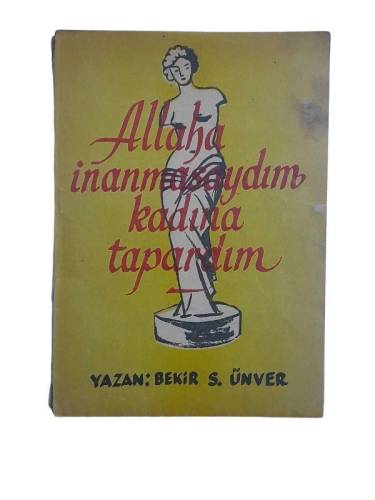 Allaha
inanmasaydım
kadına
tapardım
YAZAN: BEKİR S. ÜNVER